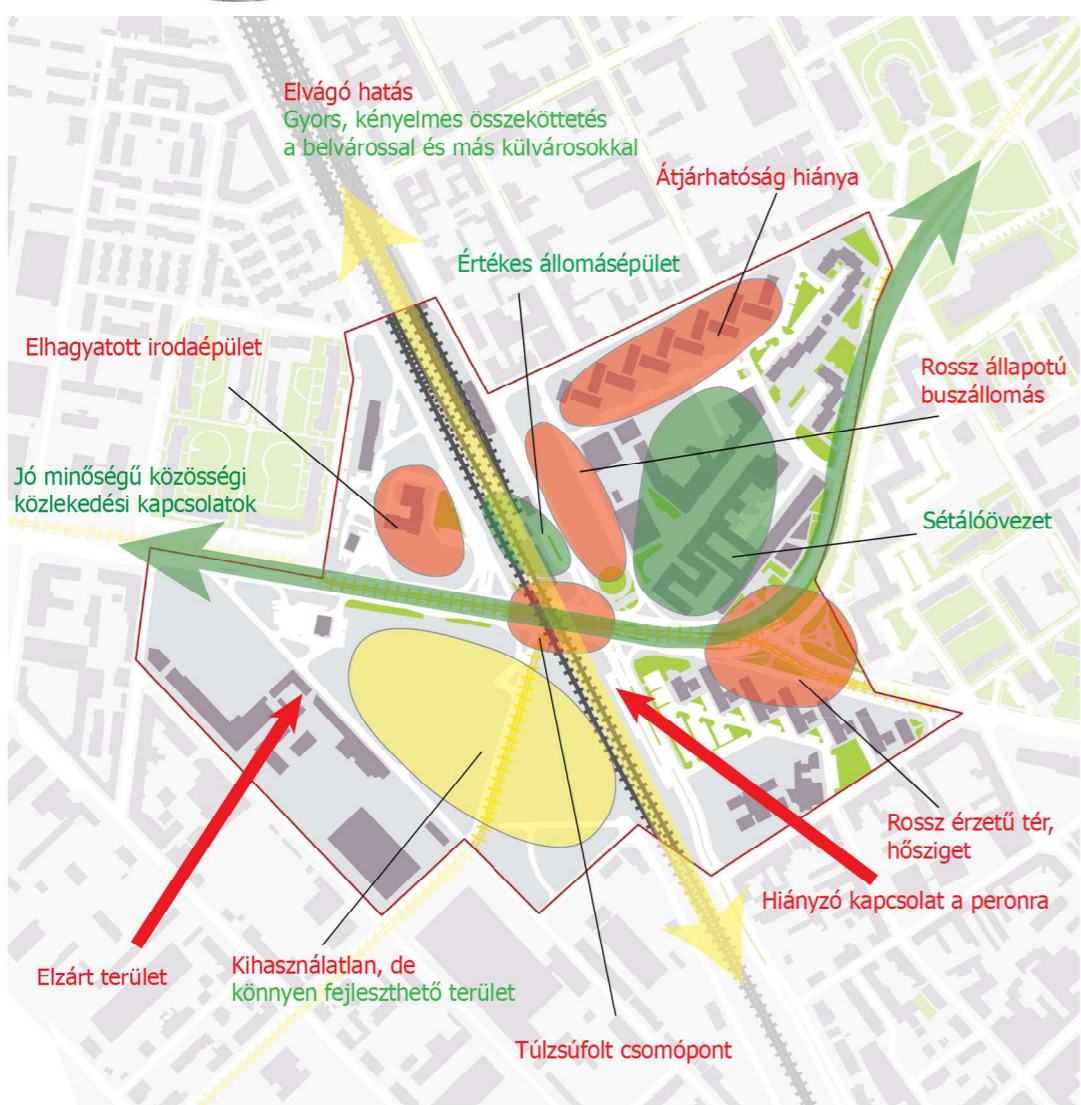 Elvágó hatás
Gyors, kényelmes összeköttetés
a belvárossal és más külvárosokkal
Átjárhatóság hiánya
Értékes állomásépület
Elhagyatott irodaépület
Rossz állapotú
buszállomás
Jó minőségű közösségi
közlekedési kapcsolatok
Sétálóövezet
Rossz érzetű tér,
hősziget
Hiányzó kapcsolat a peronra
Elzárt terület
Kihasználatlan, de
könnyen fejleszthető terület
Túlzsúfolt csomópont